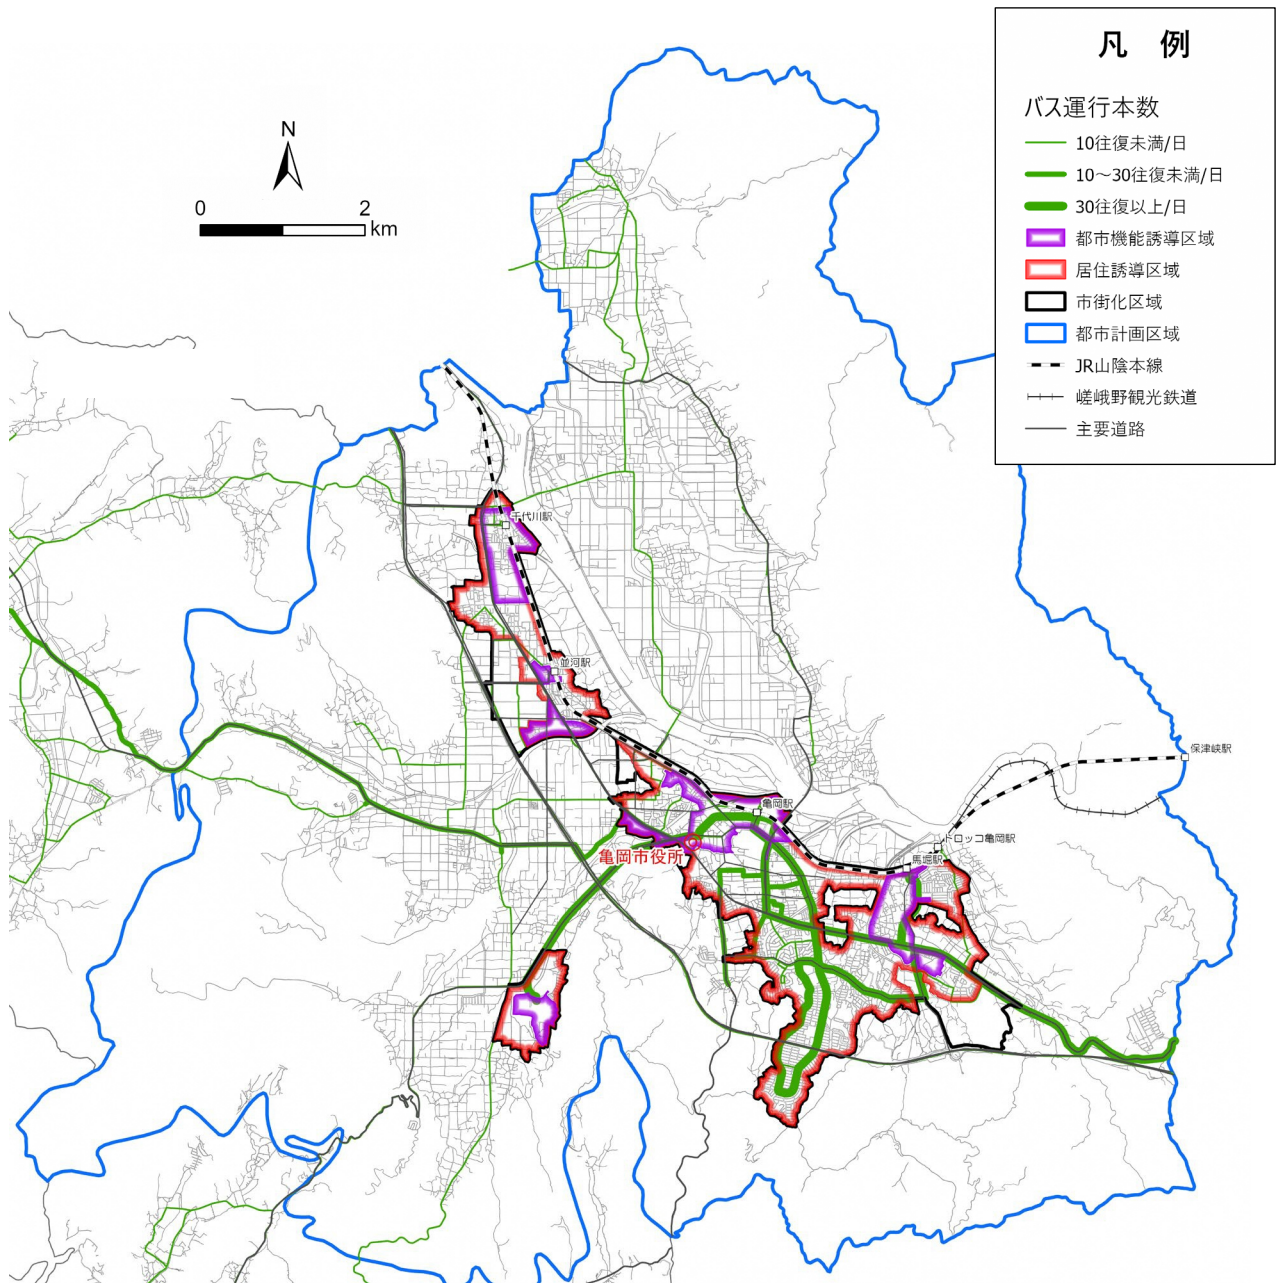 凡 例
バス運行本数
10往復未満/日
10～30往復未満/日
30往復以上/日
都市機能誘導区域
居住誘導区域
市街化区域
都市計画区域
JR山陰本線
嵯峨野観光鉄道
主要道路
N
0 2
km
千代川駅
並河駅
保津峡駅
亀岡駅
トロッコ亀岡駅
馬堀駅
亀岡市役所